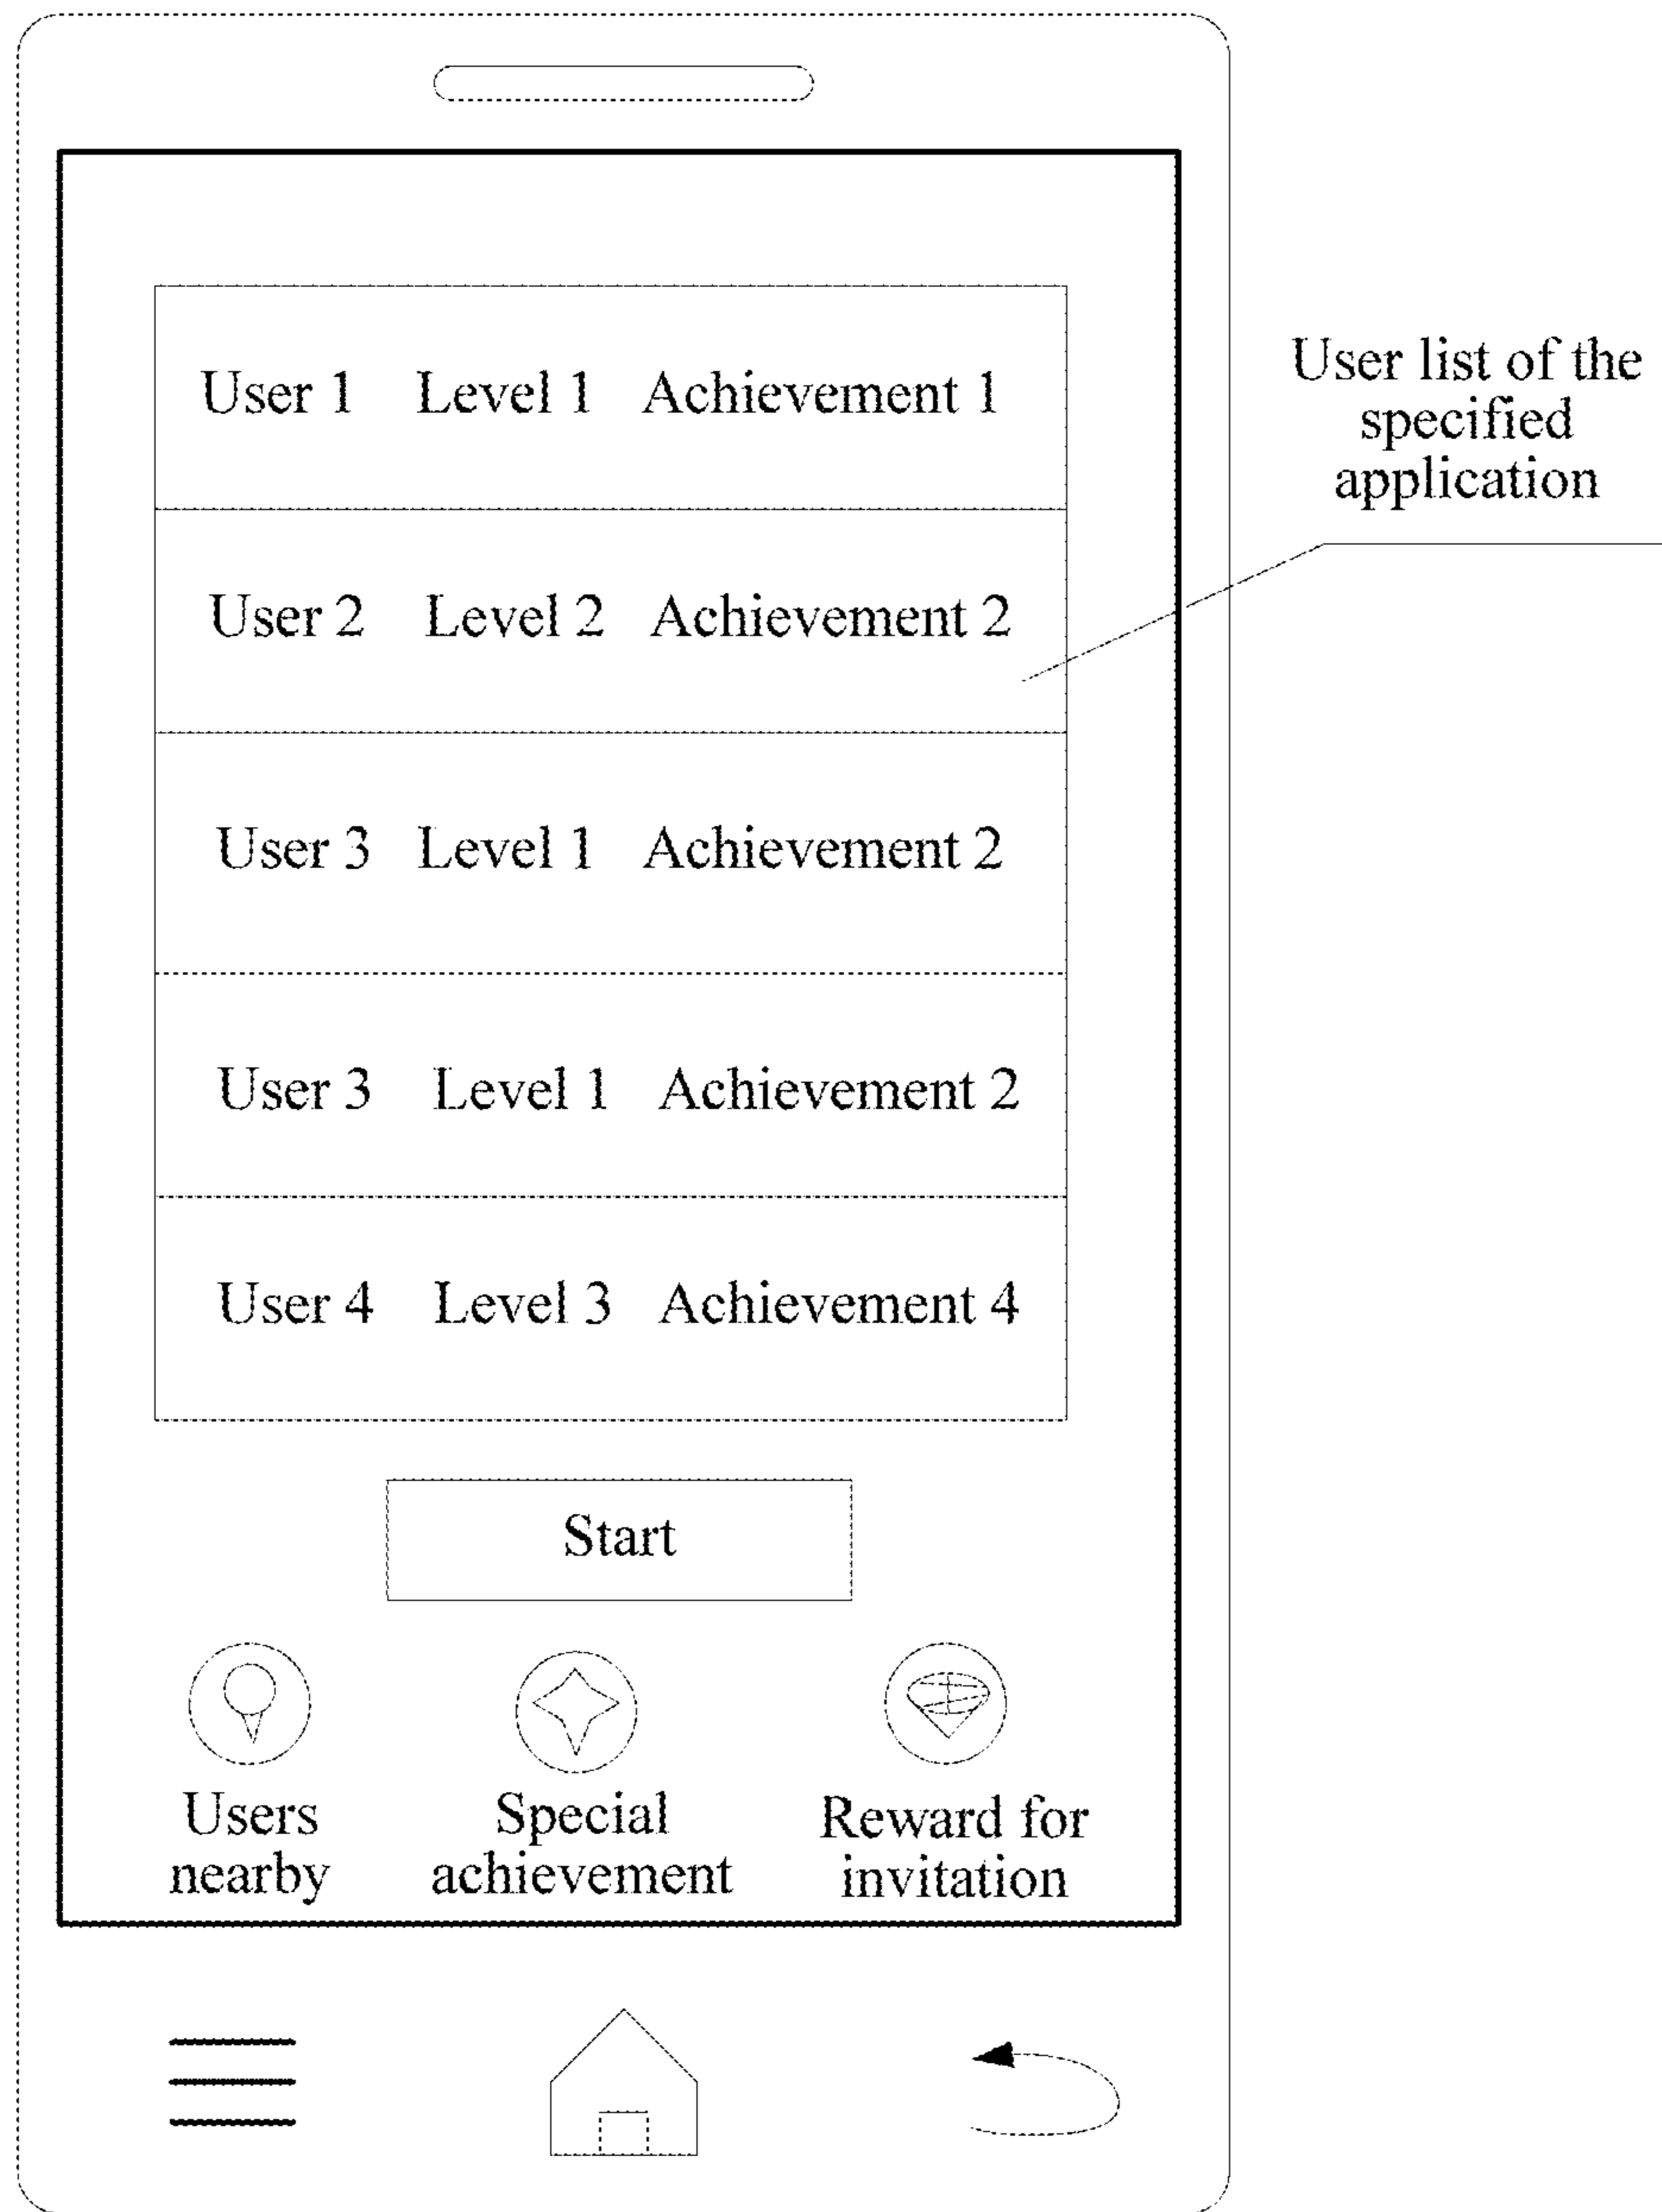 User 1 Level 1 Achievement 1
User list of the
specified
application
User 2 Level 2 Achievement 2
User 3 Level 1 Achievement 2
User 3 Level 1 Achievement 2
User 4 Level 3 Achievement 4
Start
Users
nearby
Special
achievement
Reward for
invitation